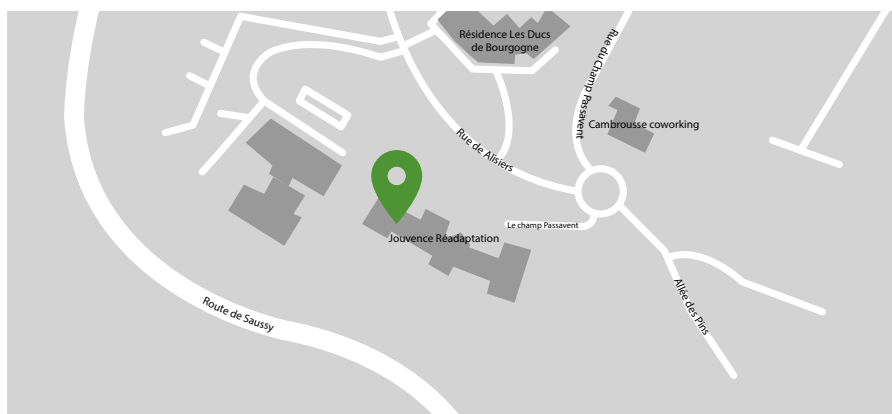 Résidence Les Ducs
de Bourgogne
Rue du Champ Passavent
Cambrousse coworking
Rue de Alisiers
Le champ Passavent
Jouvence Réadaptation
Allée des Pins
Route de Saussy